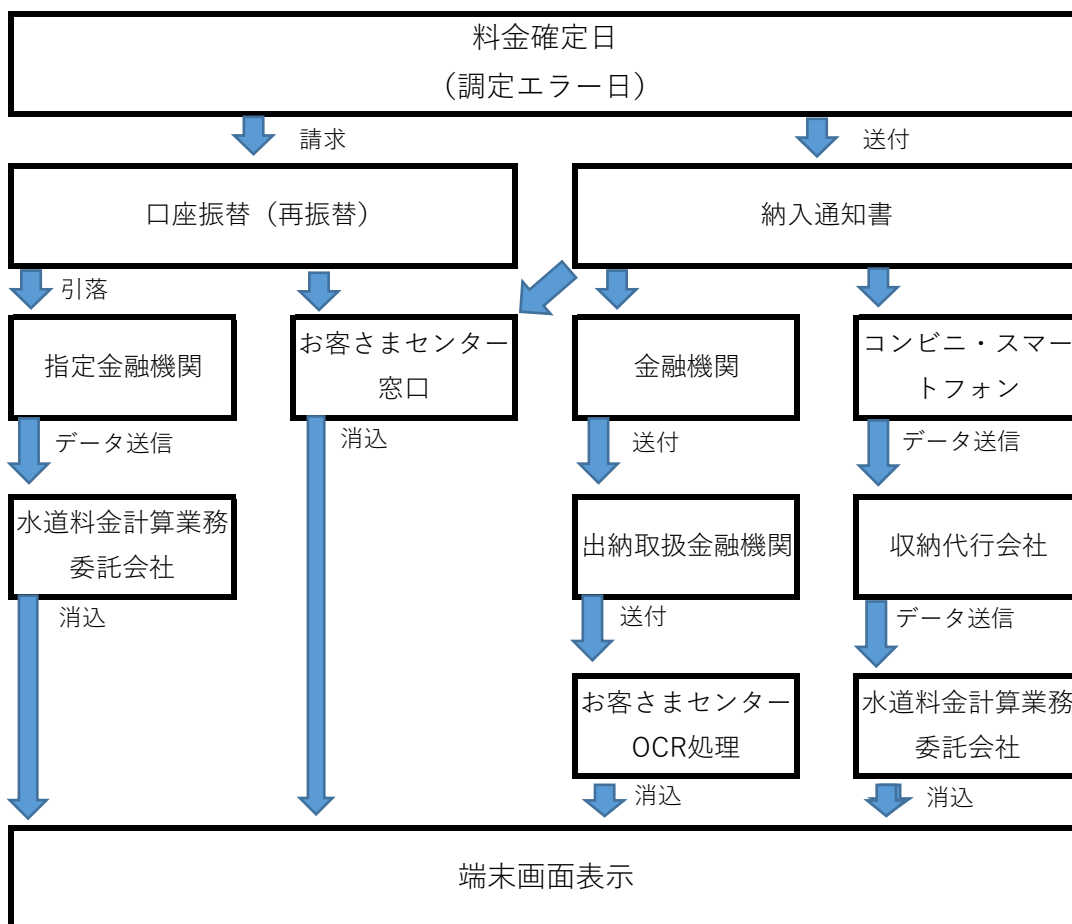 料金確定日
（調定エラー日）
請求
送付
口座振替（再振替）
納入通知書
引落
指定金融機関
お客さまセンター
窓口
金融機関
コンビニ・スマー
トフォン
データ送信
消込
送付
データ送信
水道料金計算業務
委託会社
出納取扱金融機関
収納代行会社
消込
送付
データ送信
お客さまセンター
OCR処理
水道料金計算業務
委託会社
消込
消込
端末画面表示